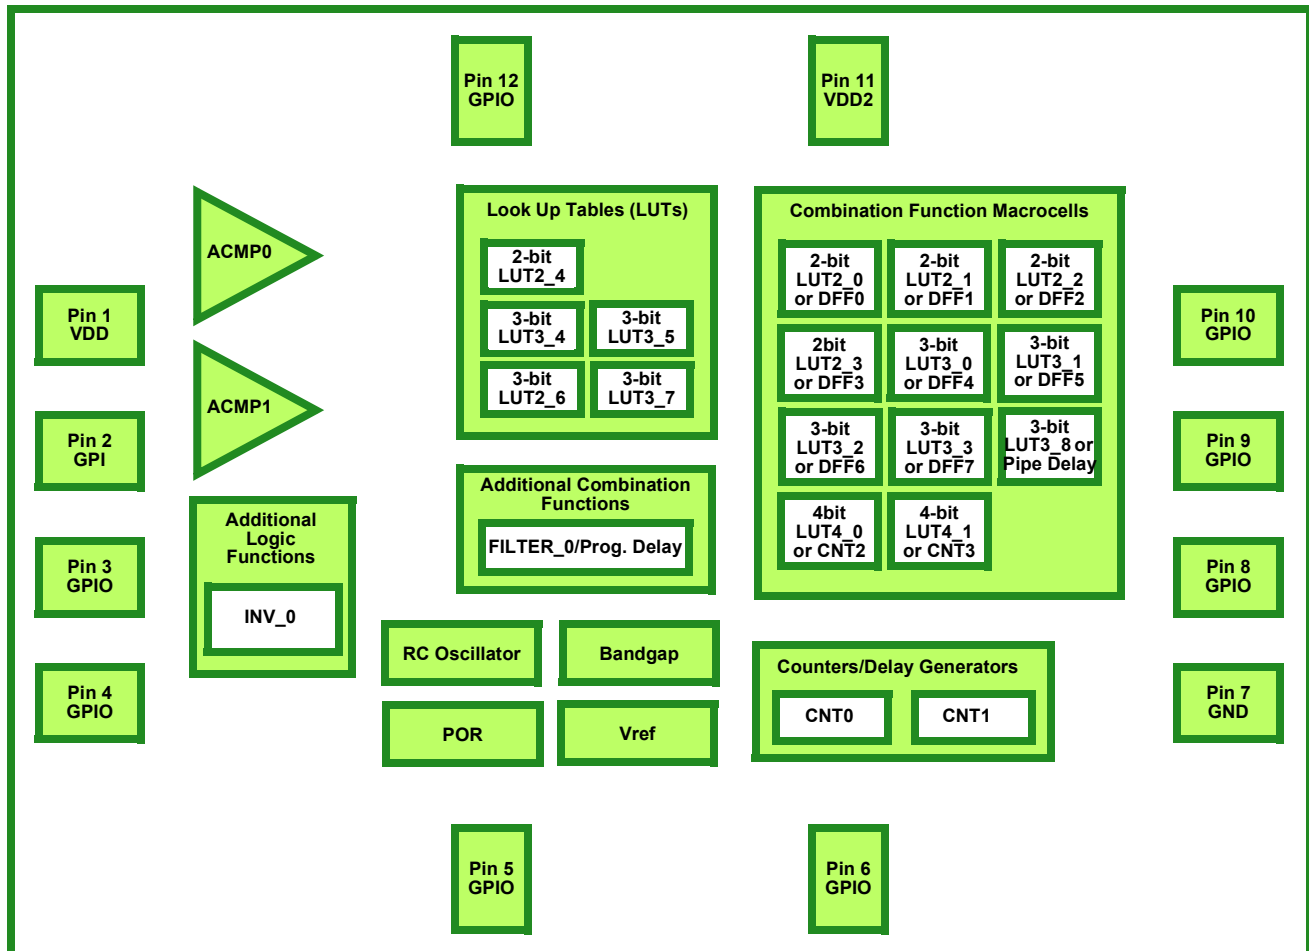 Pin 12
GPIO
Pin 11
VDD2
ACMP0
ACMP1
Pin 1
VDD
Pin 2
GPI
Pin 3
GPIO
Pin 4
GPIO
Additional
Logic
Functions
INV_0
Look Up Tables (LUTs)
2-bit
LUT2_4
3-bit
LUT3_4
3-bit
LUT3_5
3-bit
LUT2_6
3-bit
LUT3_7
Additional Combination
Functions
FILTER_0/Prog. Delay
RC Oscillator
Bandgap
POR
Vref
Combination Function Macrocells
2-bit
LUT2_0
or DFF0
2-bit
LUT2_1
or DFF1
2-bit
LUT2_2
or DFF2
2bit
LUT2_3
or DFF3
3-bit
LUT3_0
or DFF4
3-bit
LUT3_1
or DFF5
3-bit
LUT3_2
or DFF6
3-bit
LUT3_3
or DFF7
3-bit
LUT3_8 or
Pipe Delay
4bit
LUT4_0
or CNT2
4-bit
LUT4_1
or CNT3
Counters/Delay Generators
CNT0
CNT1
Pin 10
GPIO
Pin 9
GPIO
Pin 8
GPIO
Pin 7
GND
Pin 5
GPIO
Pin 6
GPIO